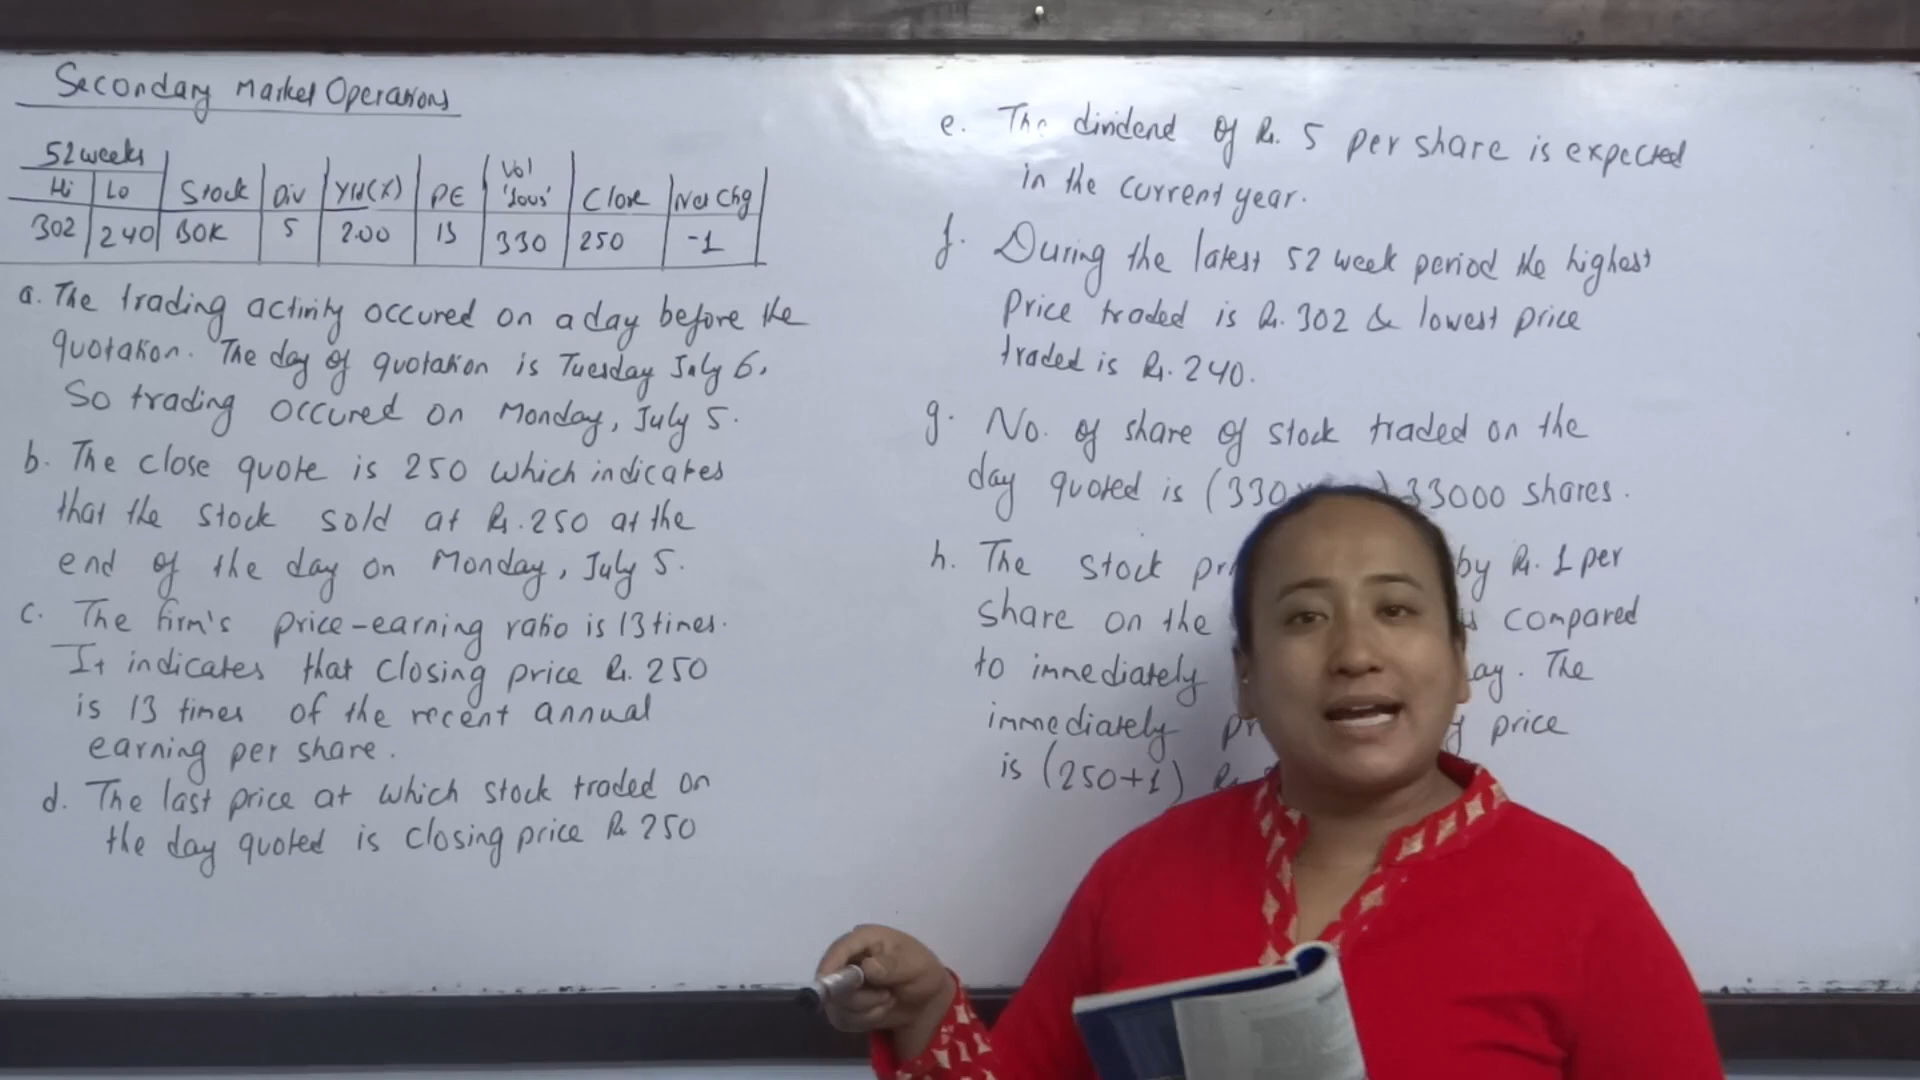 Secondary Market Operations
52 weeks
Hi Lo Stock Div Yld(%) PE Vol '100s' Close Net Chg
302 240 BOK 5 2.00 13 330 250 -1
a. The trading activity occured on a day before the
quotation. The day of quotation is Tuesday July 6.
So trading occured on Monday, July 5.
b. The close quote is 250 which indicates
that the stock sold at Rs. 250 at the
end of the day on Monday, July 5.
c. The firm's price-earning ratio is 13 times.
It indicates that closing price Rs. 250
is 13 times of the recent annual
earning per share.
d. The last price at which stock traded on
the day quoted is closing price Rs 250
e. The dividend of Rs. 5 per share is expected
in the current year.
f. During the latest 52 week period the highest
price traded is Rs. 302 & lowest price
traded is Rs. 240.
g. No. of share of stock traded on the
day quoted is (330 33000 shares.
h. The stock by Rs. 1 per
share on the compared
to immediately The
immediately price
is (250+1)